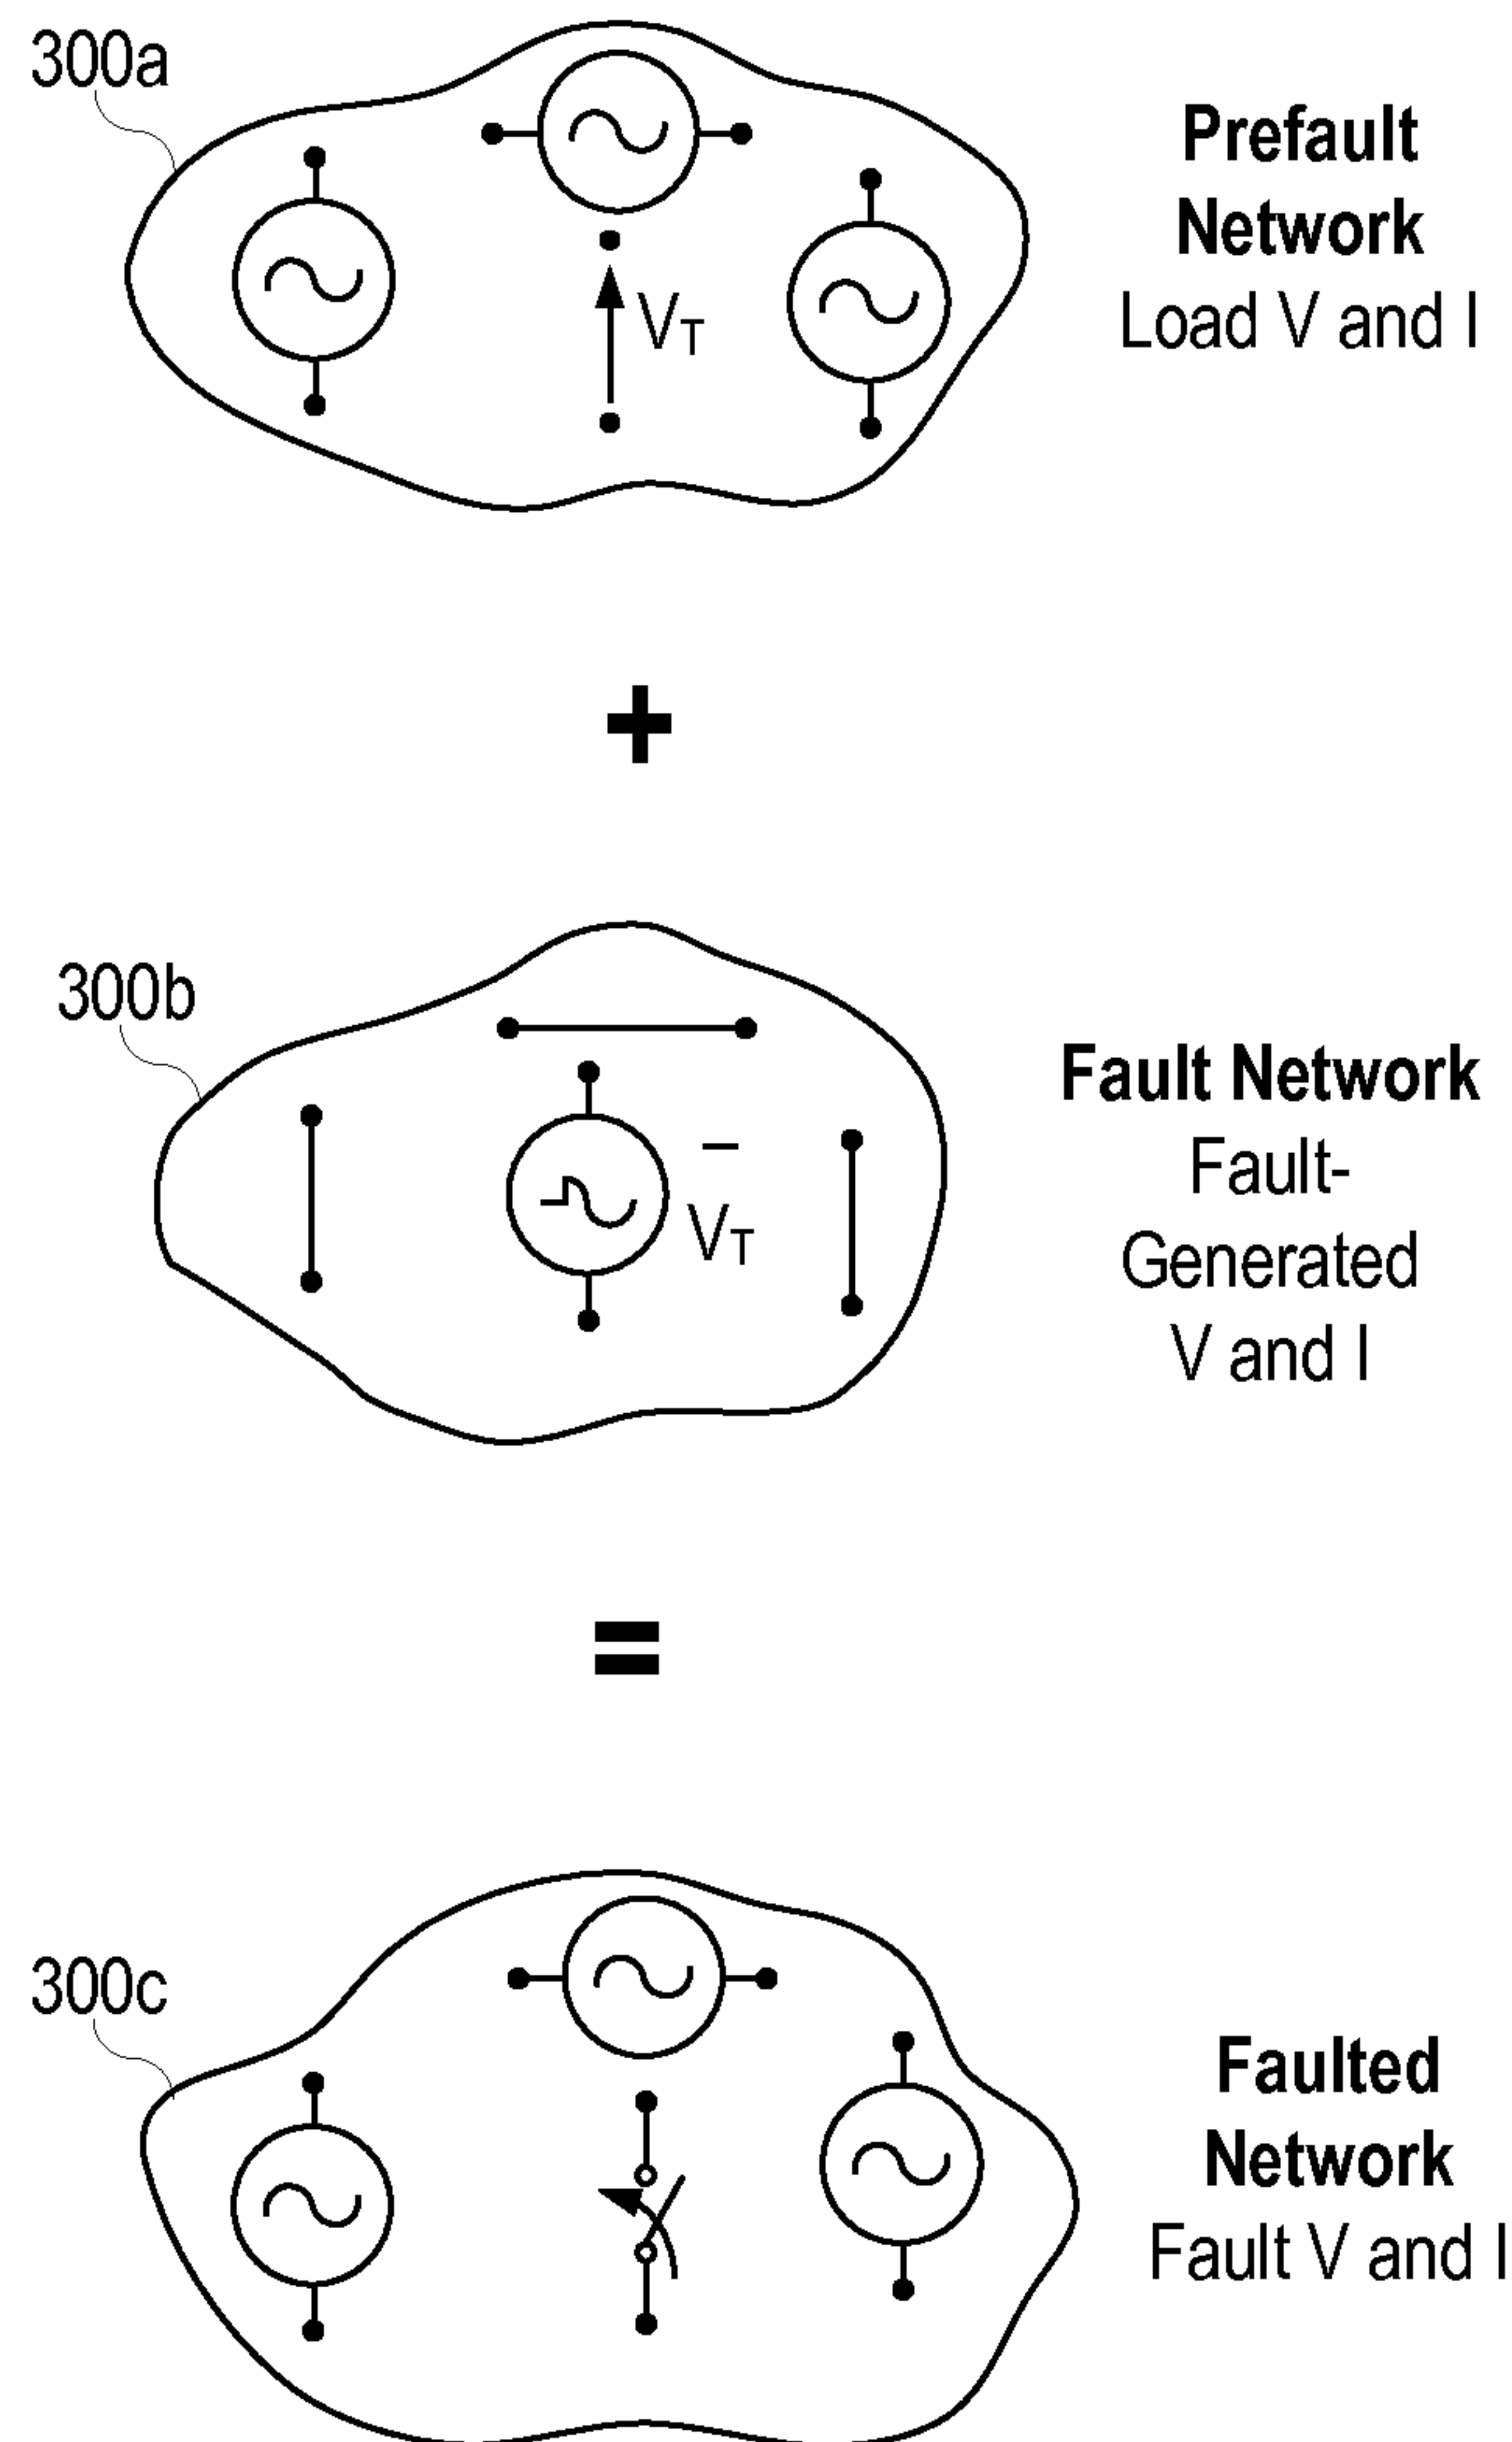 300a
Prefault
Network
Load V and I
VT
+
300b
Fault Network
Fault-
Generated
V and I
–
VT
=
300c
Faulted
Network
Fault V and I